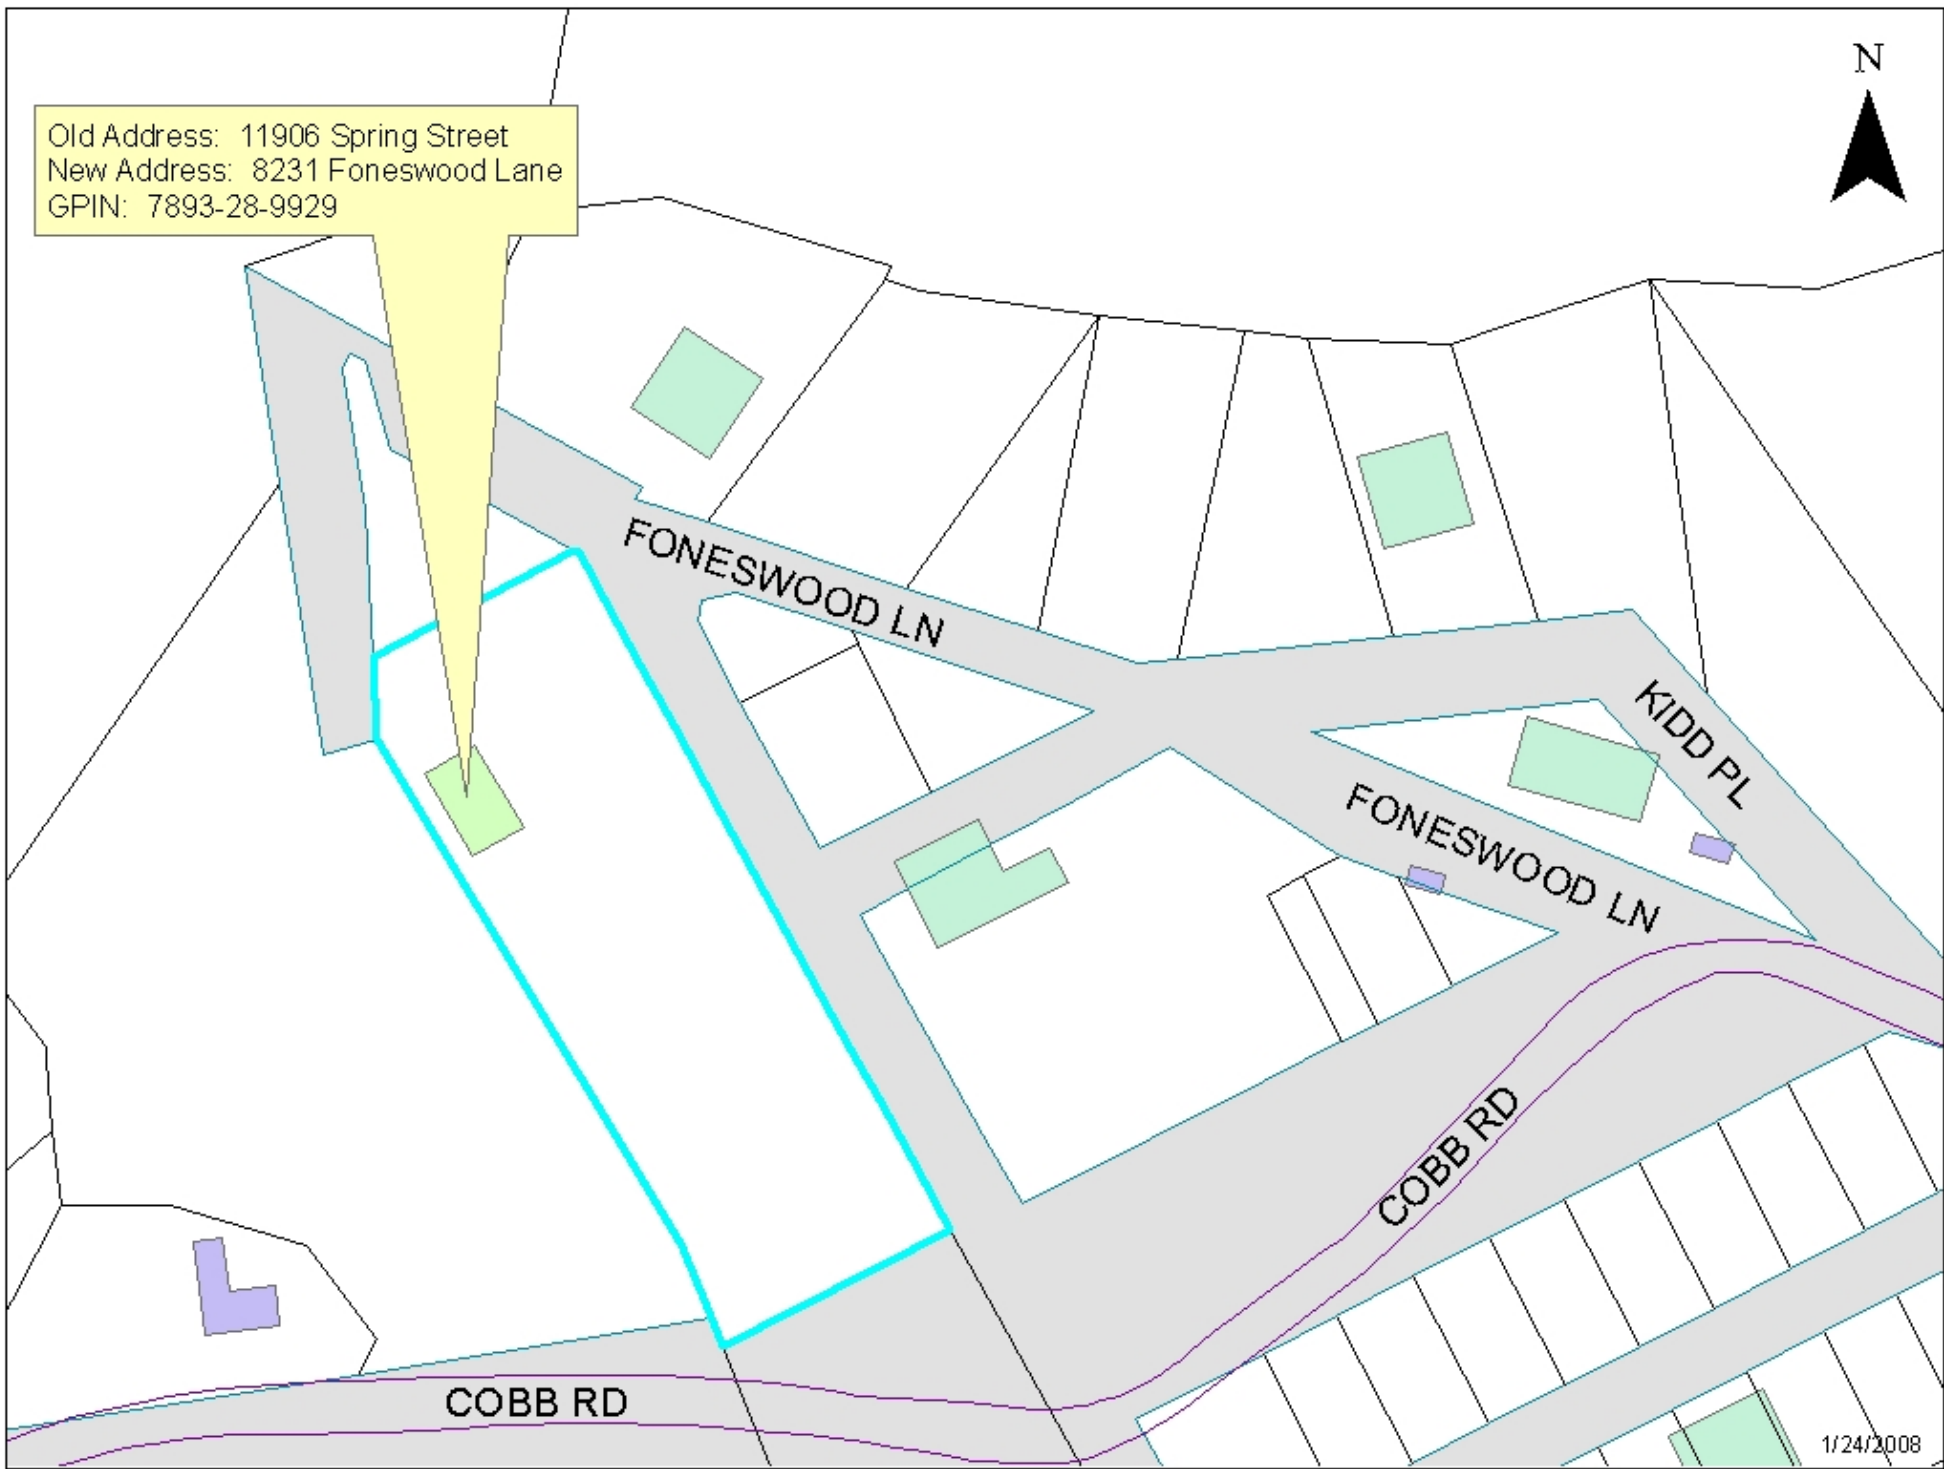 N
Old Address: 11906 Spring Street
New Address: 8231 Foneswood Lane
GPIN: 7893-28-9929
FONESWOOD LN
KIDD PL
FONESWOOD LN
COBB RD
COBB RD
1/24/2008